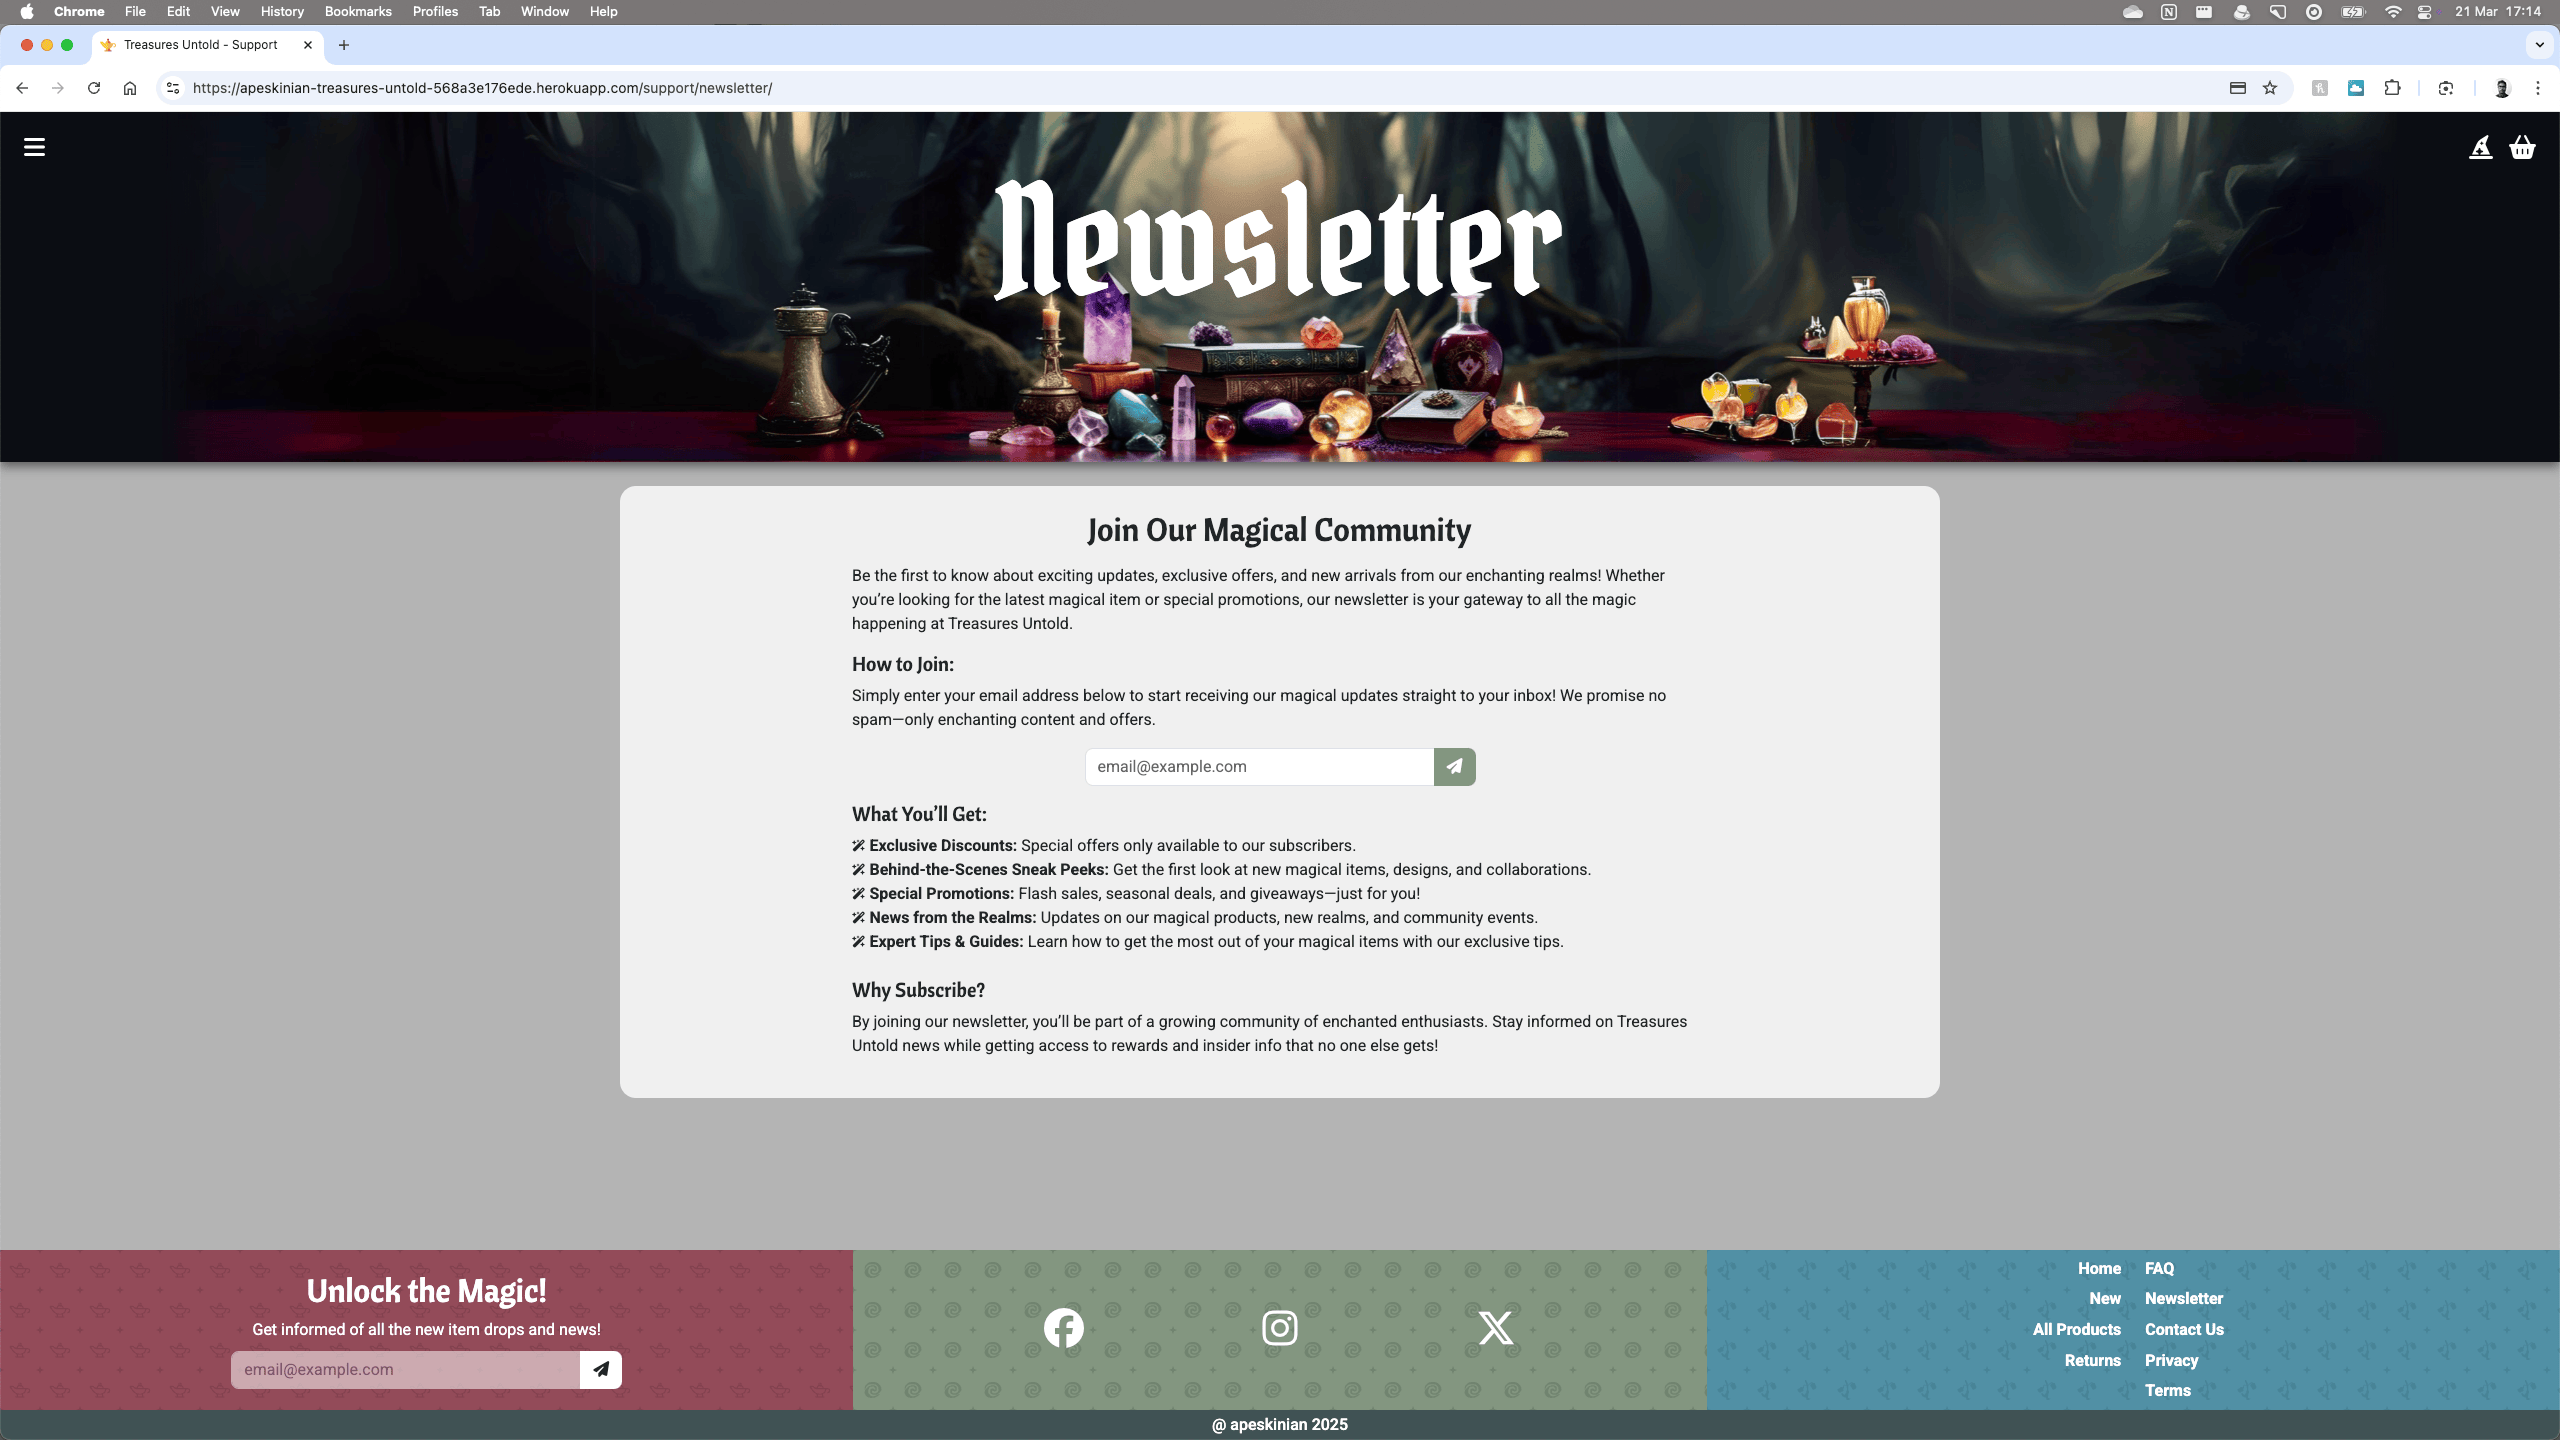 Chrome File Edit View History Bookmarks Profiles Tab Window Help 21 Mar 17:14
Treasures Untold - Support
https://apeskinian-treasures-untold-568a3e176ede.herokuapp.com/support/newsletter/
Newsletter
Join Our Magical Community
Be the first to know about exciting updates, exclusive offers, and new arrivals from our enchanting realms! Whether
you’re looking for the latest magical item or special promotions, our newsletter is your gateway to all the magic
happening at Treasures Untold.
How to Join:
Simply enter your email address below to start receiving our magical updates straight to your inbox! We promise no
spam—only enchanting content and offers.
email@example.com
What You’ll Get:
Exclusive Discounts: Special offers only available to our subscribers.
Behind-the-Scenes Sneak Peeks: Get the first look at new magical items, designs, and collaborations.
Special Promotions: Flash sales, seasonal deals, and giveaways—just for you!
News from the Realms: Updates on our magical products, new realms, and community events.
Expert Tips & Guides: Learn how to get the most out of your magical items with our exclusive tips.
Why Subscribe?
By joining our newsletter, you’ll be part of a growing community of enchanted enthusiasts. Stay informed on Treasures
Untold news while getting access to rewards and insider info that no one else gets!
Unlock the Magic!
Get informed of all the new item drops and news!
email@example.com
Home FAQ
New Newsletter
All Products Contact Us
Returns Privacy
Terms
@ apeskinian 2025